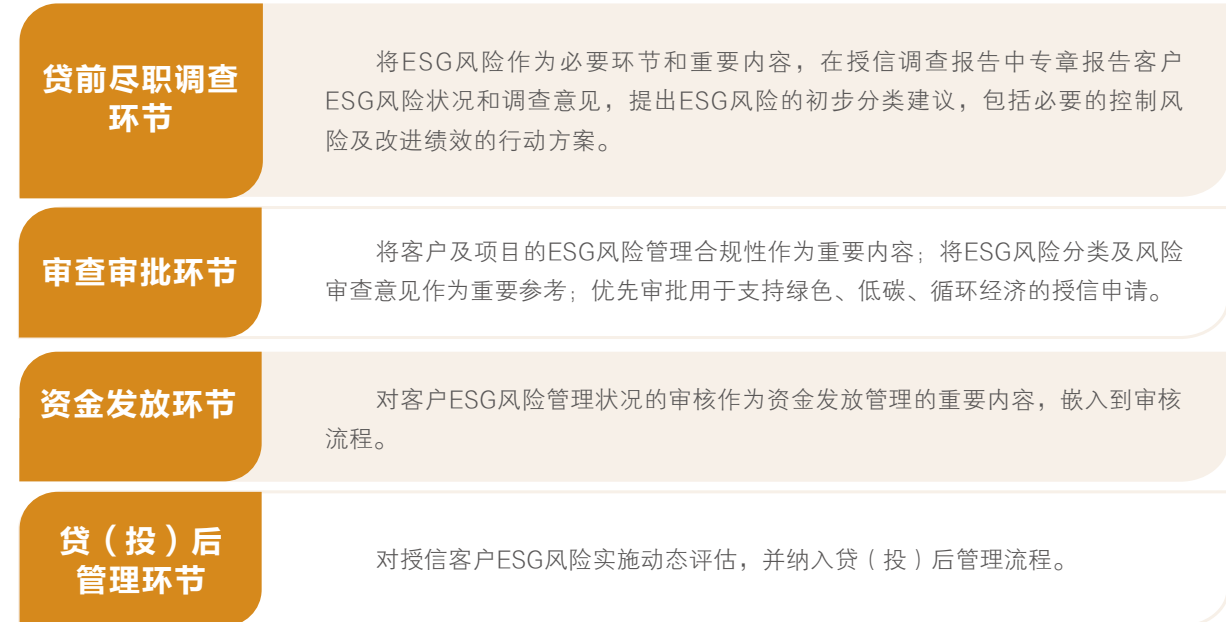 贷前尽职调查
环节
将ESG风险作为必要环节和重要内容，在授信调查报告中专章报告客户
ESG风险状况和调查意见，提出ESG风险的初步分类建议，包括必要的控制风
险及改进绩效的行动方案。
审查审批环节
将客户及项目的ESG风险管理合规性作为重要内容；将ESG风险分类及风险
审查意见作为重要参考；优先审批用于支持绿色、低碳、循环经济的授信申请。
资金发放环节
对客户ESG风险管理状况的审核作为资金发放管理的重要内容，嵌入到审核
流程。
贷（投）后
管理环节
对授信客户ESG风险实施动态评估，并纳入贷（投）后管理流程。